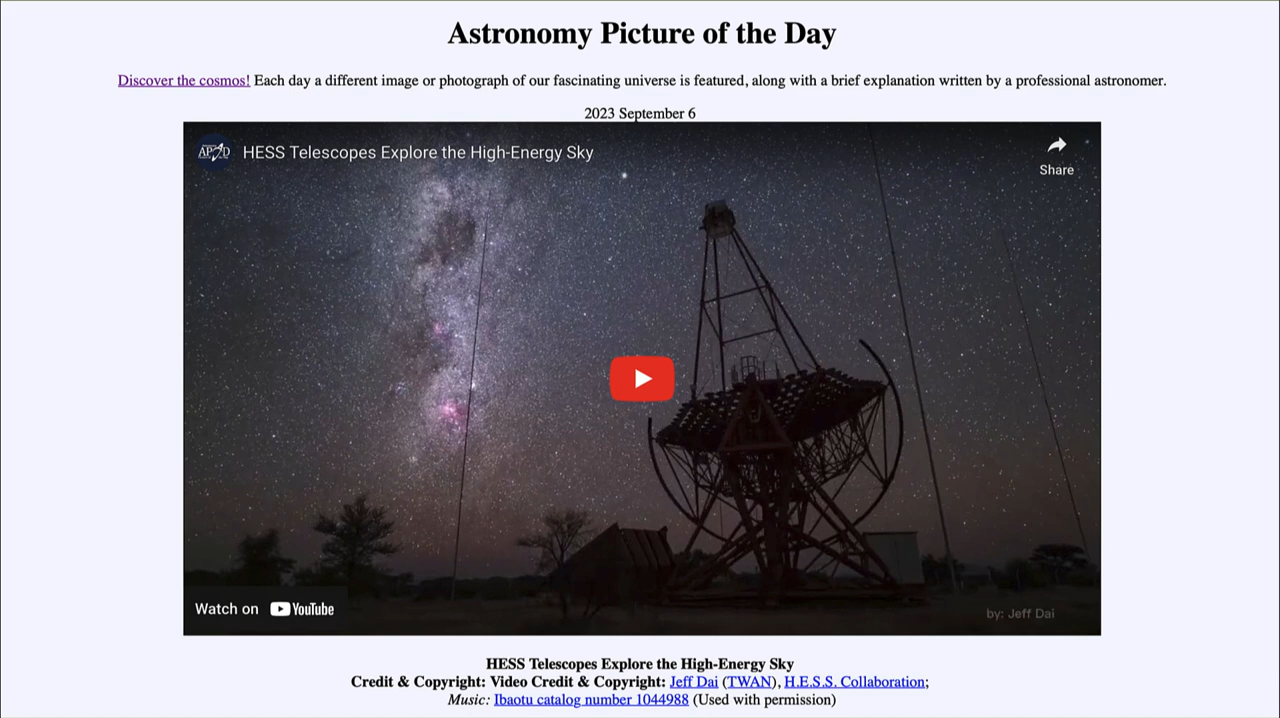 Astronomy Picture of the Day
Discover the cosmos! Each day a different image or photograph of our fascinating universe is featured, along with a brief explanation written by a professional astronomer.
2023 September 6
APOD HESS Telescopes Explore the High-Energy Sky
Share
Watch on YouTube
by: Jeff Dai
HESS Telescopes Explore the High-Energy Sky
Credit & Copyright: Video Credit & Copyright: Jeff Dai (TWAN), H.E.S.S. Collaboration;
Music: Ibaotu catalog number 1044988 (Used with permission)